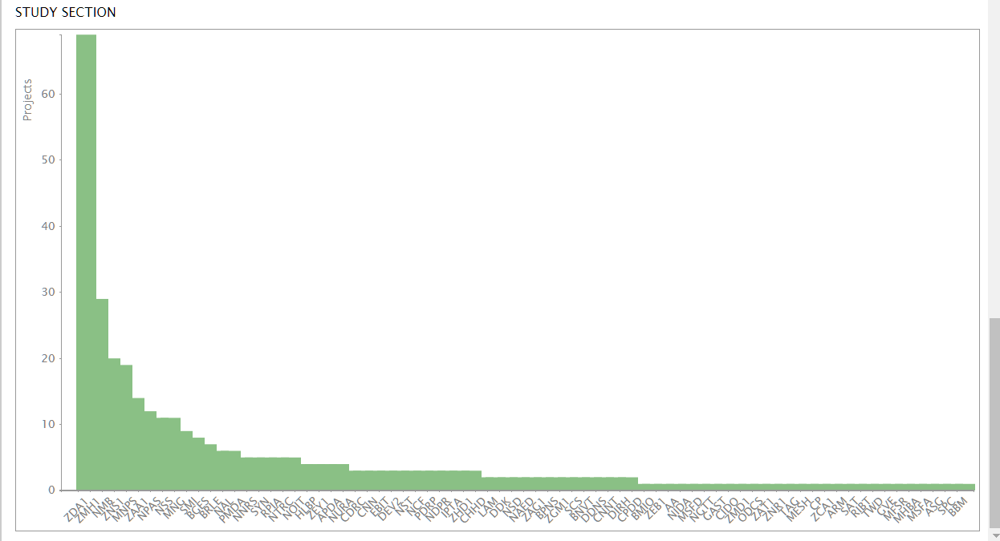 STUDY SECTION
Projects
60
50
40
30
20
10
0
ZDA1
ZMH1
NMB
ZNS1
MNPS
ZAA1
NPAS
NSS
MNG
SMI
BGES
BRLE
NAL
PMDA
NNRS
SYN
RPIA
NTRC
NOIT
HLBP
ZEY1
APDA
NURA
CDRC
CNN
EBIT
DEV2
NST
NCF
PDRP
NDPR
IPTA
ZHD1
CHHD
LAM
DDK
NSD
NAED
ZAG1
BPNS
ZGM1
SCS
BNVT
DDNS
CNNT
DIRH
CPDD
BMIO
ZEB1
AA
NIDA
MSFD
NCTT
GAST
CIDO
ZMD1
ODCS
ZAT1
ZNR1
IAG
MESH
CP
ZCA1
ARM
SAT
RIBT
TWD
GVE
MFSR
MHBA
MSFA
ASG
SPC
BBM